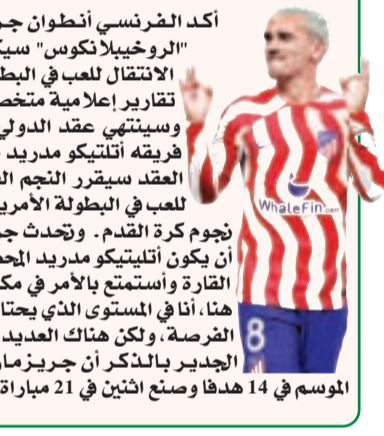 أكد الفرنسي أنطوان جر
"الروخيبلانكوس" سيك
الانتقال للعب في البط
تقارير إعلامية متخص
وسينتهي عقد الدولي
فريقه أتلتيكو مدريد
العقد سيقرر النجم ال
للعب في البطولة الأمري
نجوم كرة القدم . وتحدث جر
أن يكون أتليتيكو مدريد المح
القارة وأستمتع بالأمر في مك
هنا، أنا في المستوى الذي يحتا
الفرصة، ولكن هناك العديد
الجدير بالذكر أن جريزمار
الموسم في 14 هدفا وصنع اثنين في 21 مباراة
WhaleFin.com
8